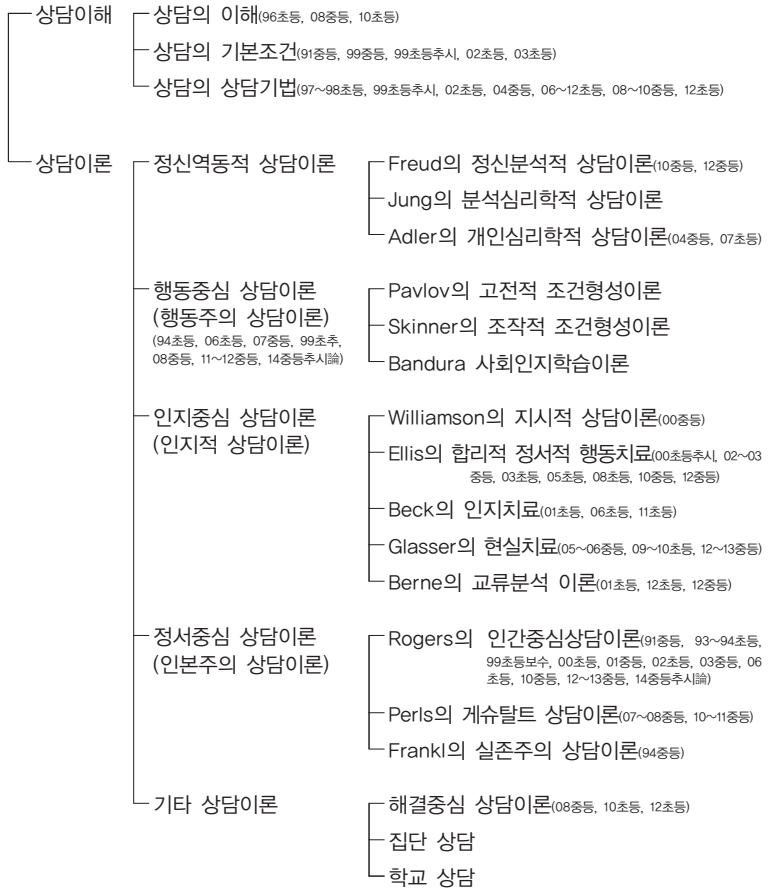 상담이해
상담의 이해(96초등, 08중등, 10초등)
상담의 기본조건(91중등, 99중등, 99초등추시, 02초등, 03초등)
상담의 상담기법(97~98초등, 99초등추시, 02초등, 04중등, 06~12초등, 08~10중등, 12초등)
상담이론
정신역동적 상담이론
Freud의 정신분석적 상담이론(10중등, 12중등)
Jung의 분석심리학적 상담이론
Adler의 개인심리학적 상담이론(04중등, 07초등)
행동중심 상담이론
(행동주의 상담이론)
(94초등, 06초등, 07중등, 99초추,
08중등, 11~12중등, 14중등추시論)
Pavlov의 고전적 조건형성이론
Skinner의 조작적 조건형성이론
Bandura 사회인지학습이론
인지중심 상담이론
(인지적 상담이론)
Williamson의 지시적 상담이론(00중등)
Ellis의 합리적 정서적 행동치료(00초등추시, 02~03
중등, 03초등, 05초등, 08초등, 10중등, 12중등)
Beck의 인지치료(01초등, 06초등, 11초등)
Glasser의 현실치료(05~06중등, 09~10초등, 12~13중등)
Berne의 교류분석 이론(01초등, 12초등, 12중등)
정서중심 상담이론
(인본주의 상담이론)
Rogers의 인간중심상담이론(91중등, 93~94초등,
99초등보수, 00초등, 01중등, 02초등, 03중등, 06
초등, 10중등, 12~13중등, 14중등추시論)
Perls의 게슈탈트 상담이론(07~08중등, 10~11중등)
Frankl의 실존주의 상담이론(94중등)
기타 상담이론
해결중심 상담이론(08중등, 10초등, 12초등)
집단 상담
학교 상담